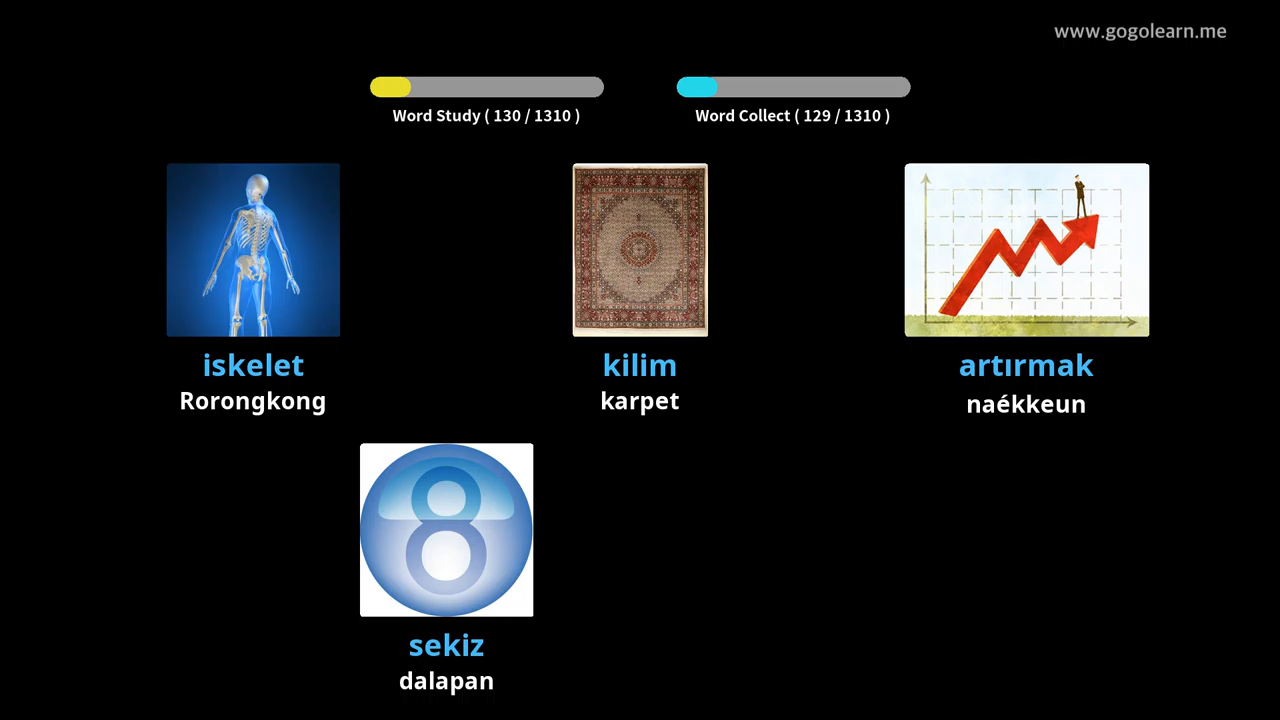 www.gogolearn.me
Word Study ( 130 / 1310 )
Word Collect ( 129 / 1310 )
iskelet
Rorongkong
kilim
karpet
artırmak
naékkeun
8
sekiz
dalapan